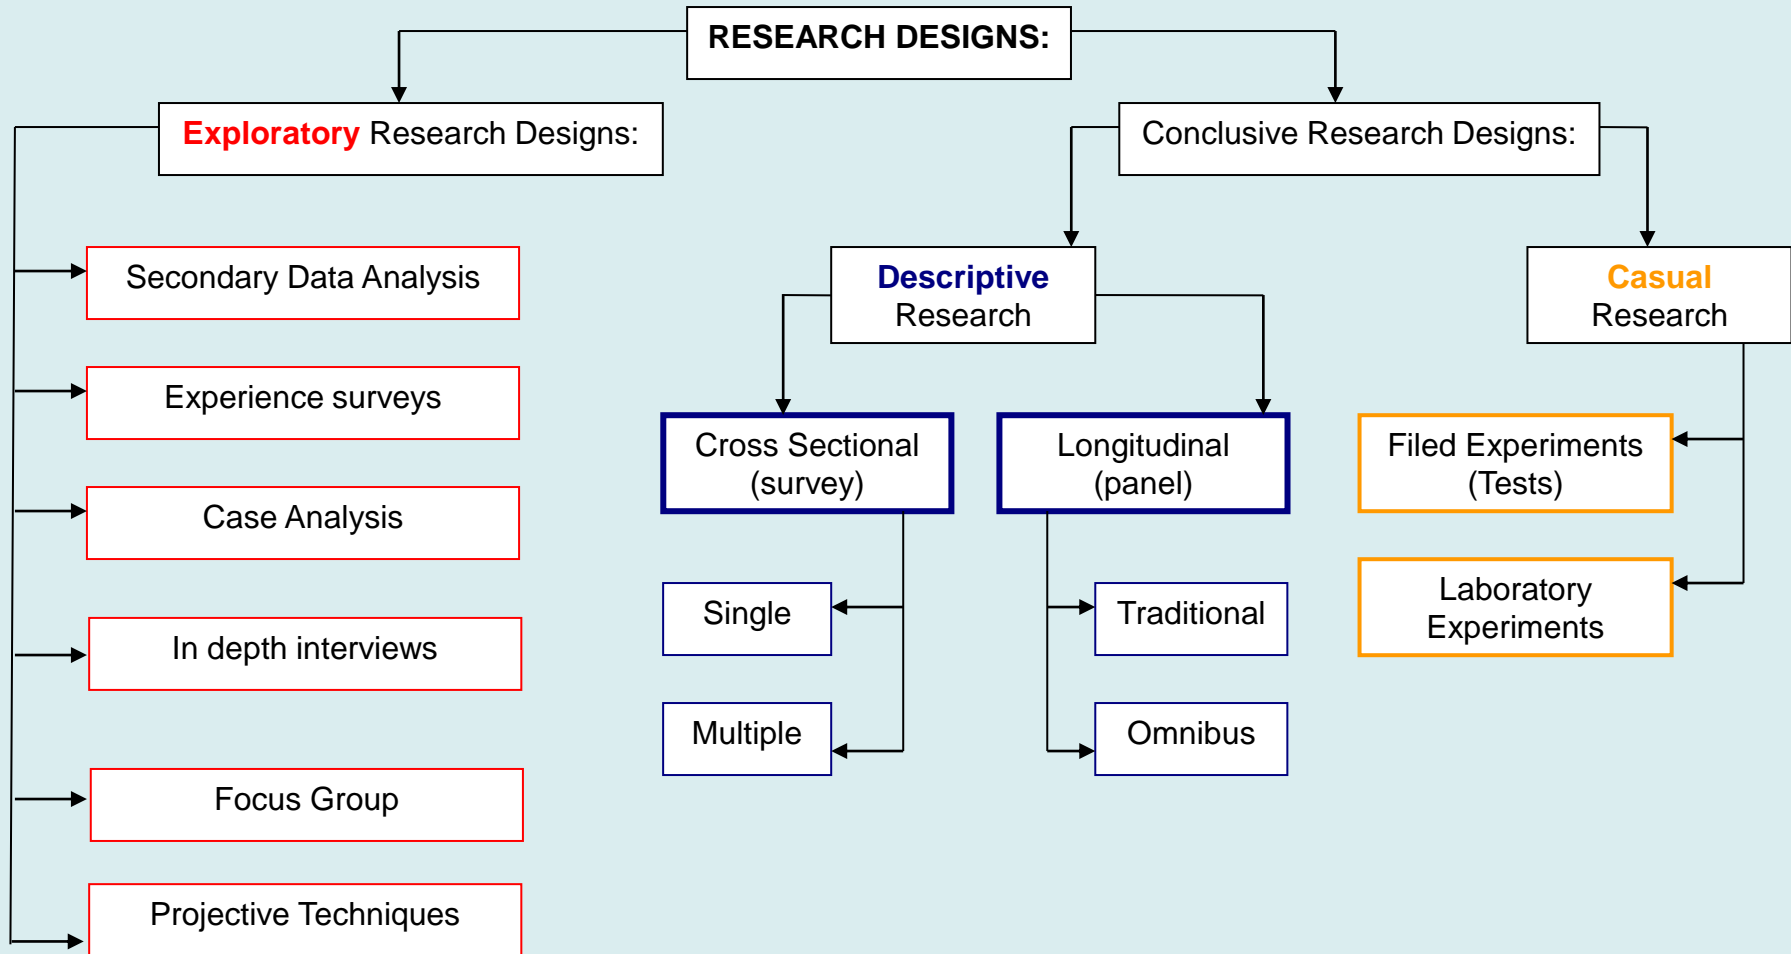 RESEARCH DESIGNS:
Exploratory Research Designs:
Conclusive Research Designs:
Secondary Data Analysis
Experience surveys
Case Analysis
In depth interviews
Focus Group
Projective Techniques
Descriptive
Research
Cross Sectional
(survey)
Single
Multiple
Longitudinal
(panel)
Traditional
Omnibus
Casual
Research
Filed Experiments
(Tests)
Laboratory
Experiments